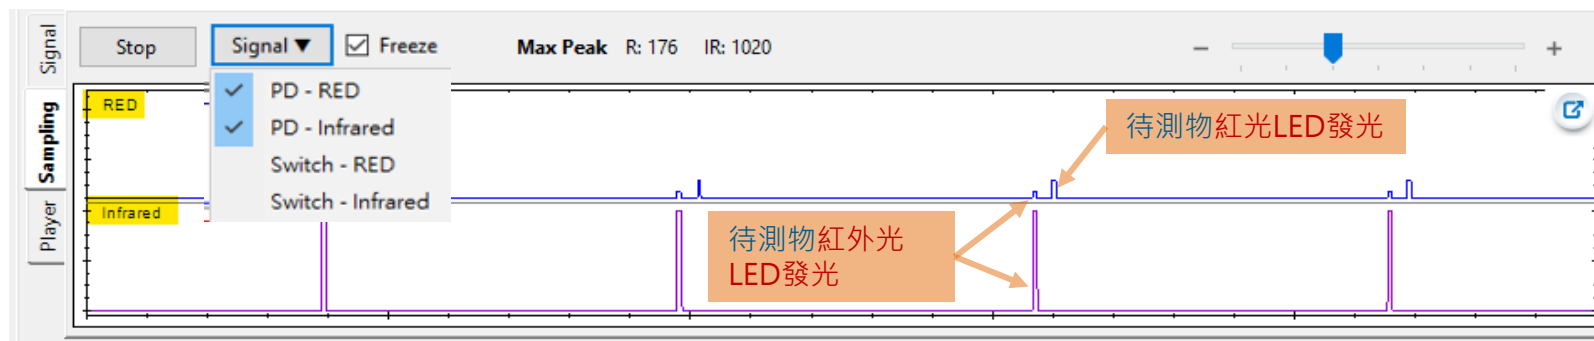 Signal
Sampling
Player
Stop
Signal ▼
Freeze
Max Peak R: 176 IR: 1020
PD - RED
PD - Infrared
Switch - RED
Switch - Infrared
RED
Infrared
待測物紅光LED發光
待測物紅外光
LED發光